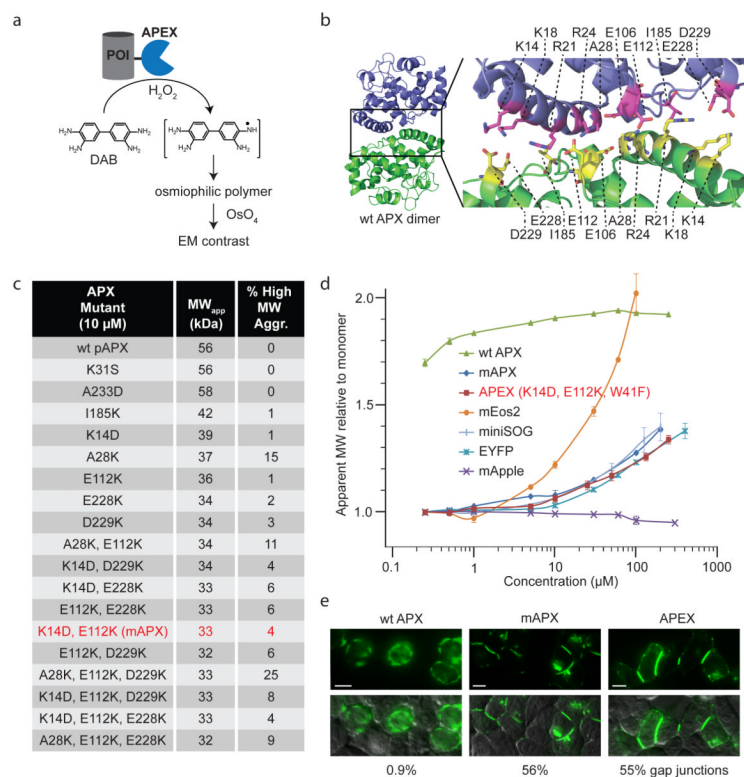 a
APEX
POI
H₂O₂
H₂N
NH₂
H₂N
NH₂
DAB
H₂N
•
NH
H₂N
NH₂
osmiophilic polymer
OsO₄
EM contrast
b
K18 R24 E106 I185 D229
K14 R21 A28 E112 E228
wt APX dimer
E228 E112 A28 R21 K14
D229 I185 E106 R24 K18
c
APX Mutant (10 µM) MWapp (kDa) % High MW Aggr.
wt pAPX 56 0
K31S 56 0
A233D 58 0
I185K 42 1
K14D 39 1
A28K 37 15
E112K 36 1
E228K 34 2
D229K 34 3
A28K, E112K 34 11
K14D, D229K 34 4
K14D, E228K 33 6
E112K, E228K 33 6
K14D, E112K (mAPX) 33 4
E112K, D229K 32 6
A28K, E112K, D229K 33 25
K14D, E112K, D229K 33 8
K14D, E112K, E228K 33 4
A28K, E112K, E228K 32 9
d
Apparent MW relative to monomer
2.0
1.8
1.4
1.0
wt APX
mAPX
APEX (K14D, E112K, W41F)
mEos2
miniSOG
EYFP
mApple
0.1 1 10 100 1000
Concentration (µM)
e
wt APX mAPX APEX
0.9% 56% 55% gap junctions